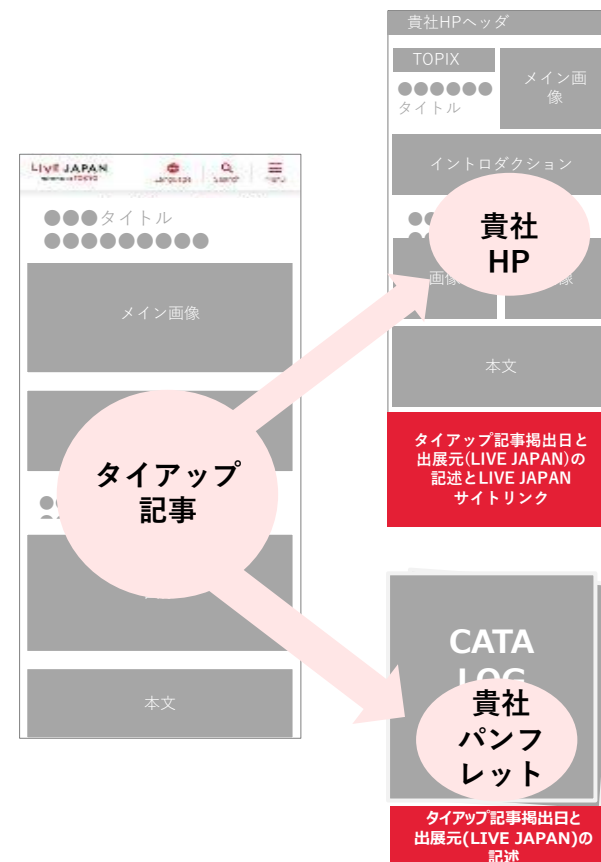 LIVE JAPAN
Language
Search
Menu
●●●タイトル
●●●●●●●●●
メイン画像
タイアップ
記事
本文
貴社HPヘッダ
TOPIX
●●●●●●
タイトル
メイン画
像
イントロダクション
貴社
HP
画像
像
本文
タイアップ記事掲出日と
出展元(LIVE JAPAN)の
記述とLIVE JAPAN
サイトリンク
CATA
LOG
貴社
パンフ
レット
タイアップ記事掲出日と
出展元(LIVE JAPAN)の
記述